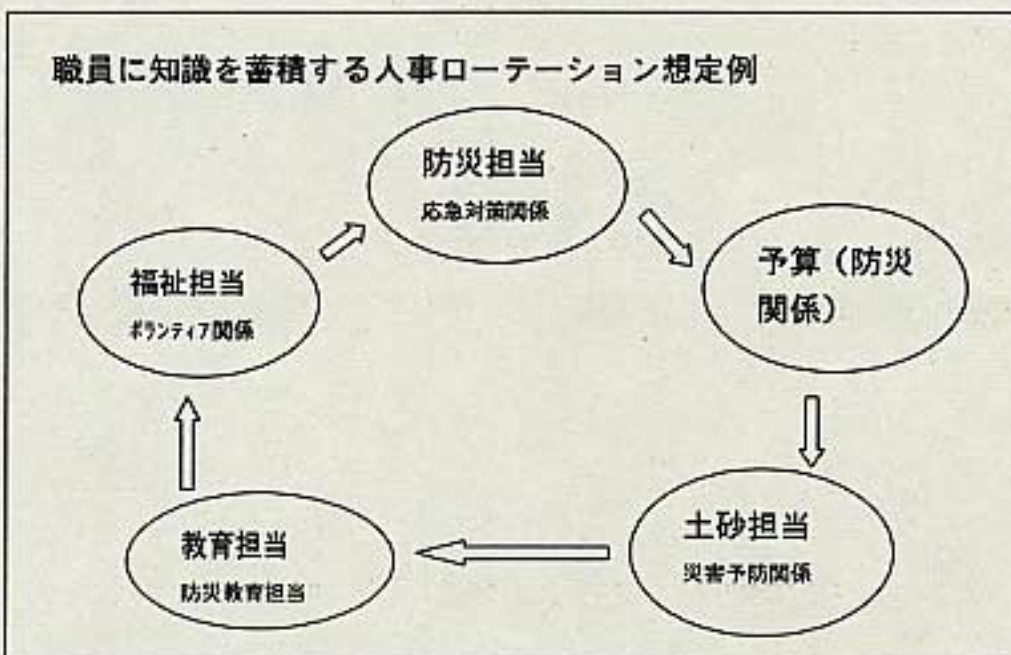 職員に知識を蓄積する人事ローテーション想定例
防災担当
応急対策関係
予算（防災
関係）
土砂担当
災害予防関係
教育担当
防災教育担当
福祉担当
ボランティア関係